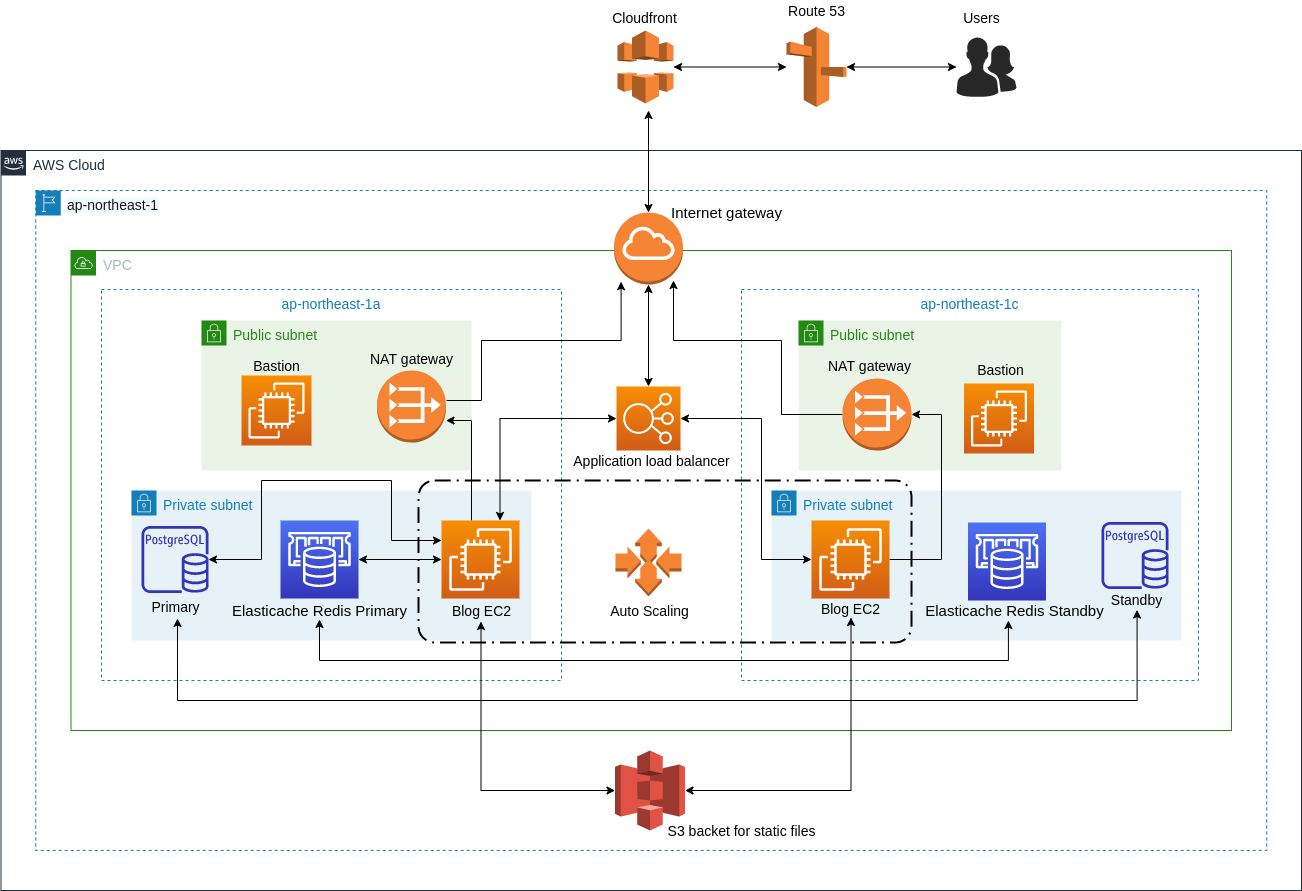 Cloudfront
Route 53
Users
aws
AWS Cloud
ap-northeast-1
Internet gateway
VPC
ap-northeast-1a
ap-northeast-1c
Public subnet
Public subnet
Bastion
NAT gateway
NAT gateway
Bastion
Application load balancer
Private subnet
Private subnet
PostgreSQL
PostgreSQL
Primary
Elasticache Redis Primary
Blog EC2
Auto Scaling
Blog EC2
Elasticache Redis Standby
Standby
S3 backet for static files